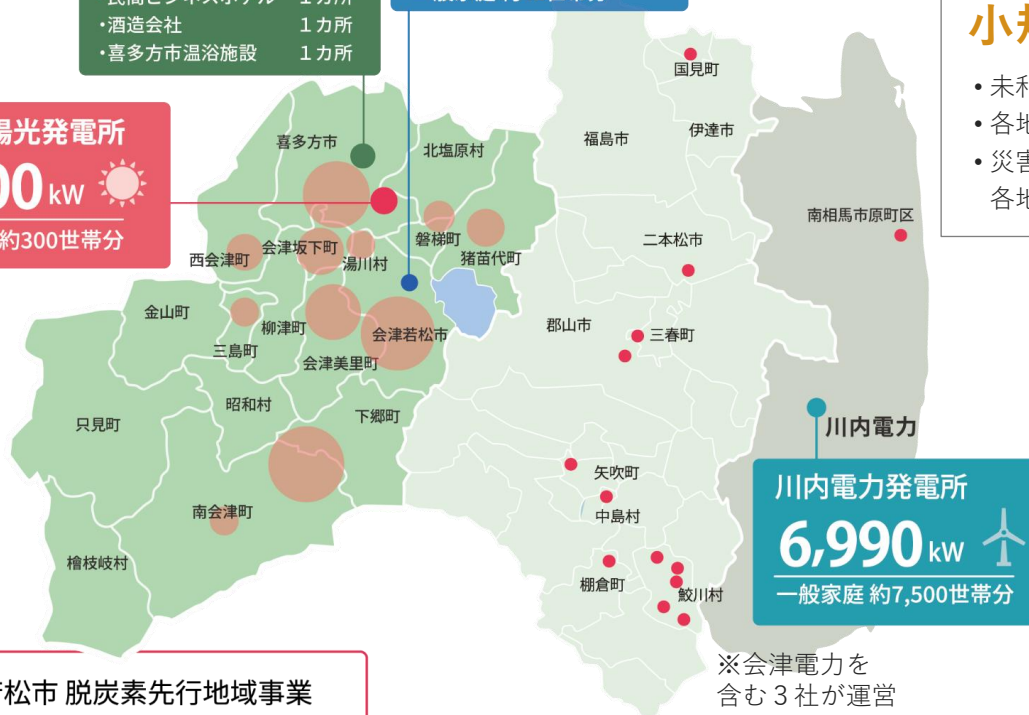 ・酒造会社 1カ所
・喜多方市温浴施設 1カ所
陽光発電所
00 kW
約300世帯分
小規
• 未利
• 各地
• 災害
各地
国見町
福島市
伊達市
喜多方市
北塩原村
南相馬市原町区
二本松市
磐梯町
猪苗代町
西会津町
会津坂下町
湯川村
金山町
柳津町
三島町
会津若松市
会津美里町
郡山市
三春町
昭和村
下郷町
只見町
川内電力
矢吹町
中島村
南会津町
檜枝岐村
棚倉町
鮫川村
川内電力発電所
6,990 kW
一般家庭 約7,500世帯分
松市 脱炭素先行地域事業
※会津電力を
含む3社が運営